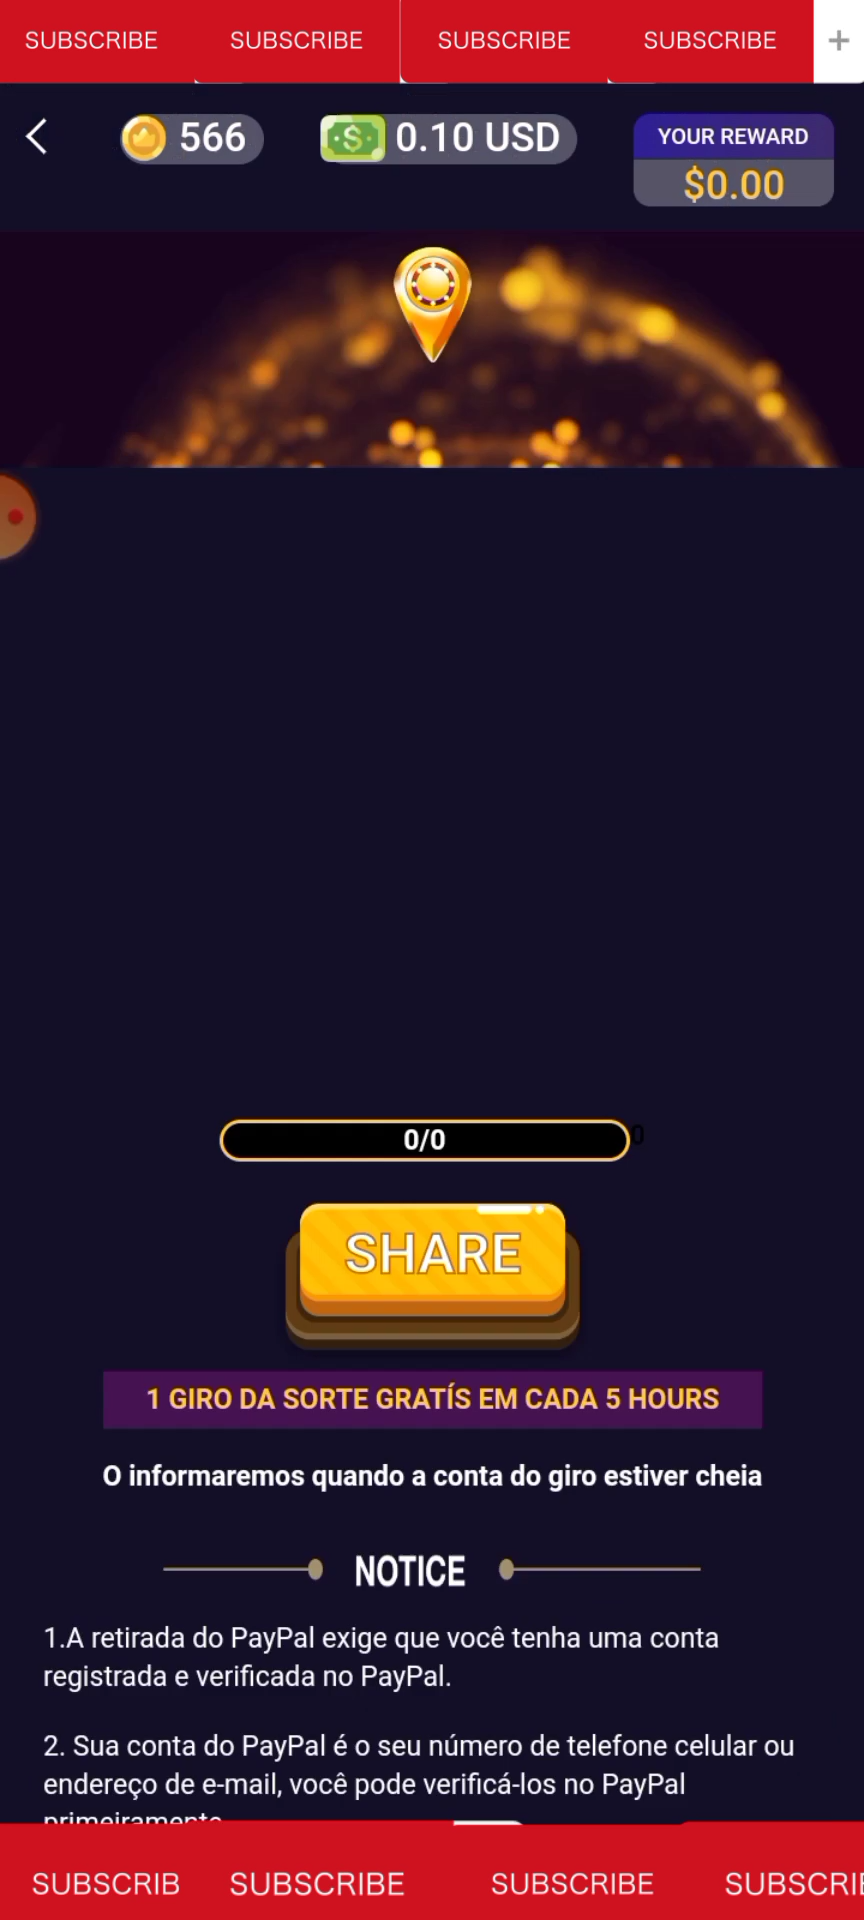 SUBSCRIBE SUBSCRIBE SUBSCRIBE SUBSCRIBE +
566 0.10 USD YOUR REWARD
$0.00
0/0 0
SHARE
1 GIRO DA SORTE GRATÍS EM CADA 5 HOURS
O informaremos quando a conta do giro estiver cheia
NOTICE
1.A retirada do PayPal exige que você tenha uma conta
registrada e verificada no PayPal.
2. Sua conta do PayPal é o seu número de telefone celular ou
endereço de e-mail, você pode verificá-los no PayPal
primeiramente
SUBSCRIB SUBSCRIBE SUBSCRIBE SUBSCRIBE